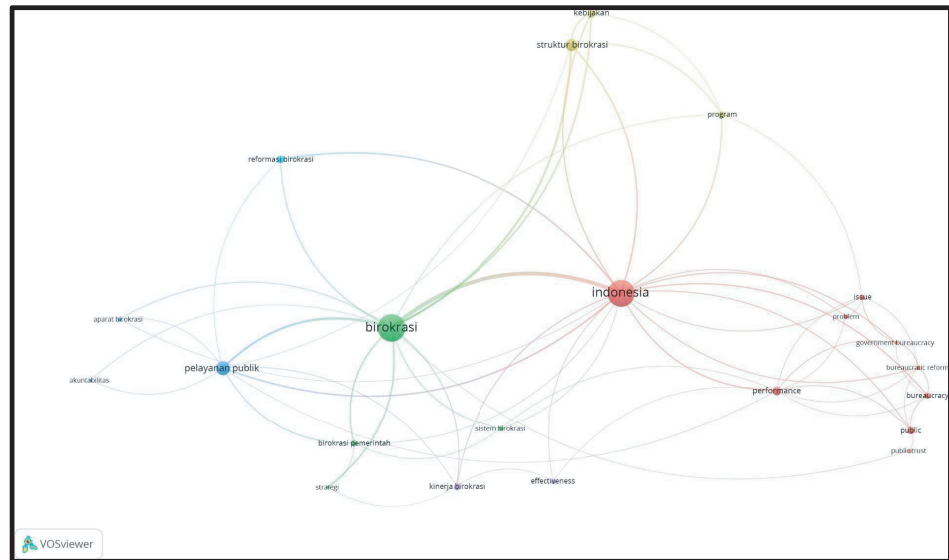 kebijakan
struktur birokrasi
program
reformasi birokrasi
indonesia
issue
problem
aparat birokrasi
birokrasi
government bureaucracy
pelayanan publik
bureaucratic reform
akuntabilitas
performance
bureaucracy
sistem birokrasi
public
birokrasi pemerintah
public trust
effectiveness
strategi
kinerja birokrasi
VOSviewer